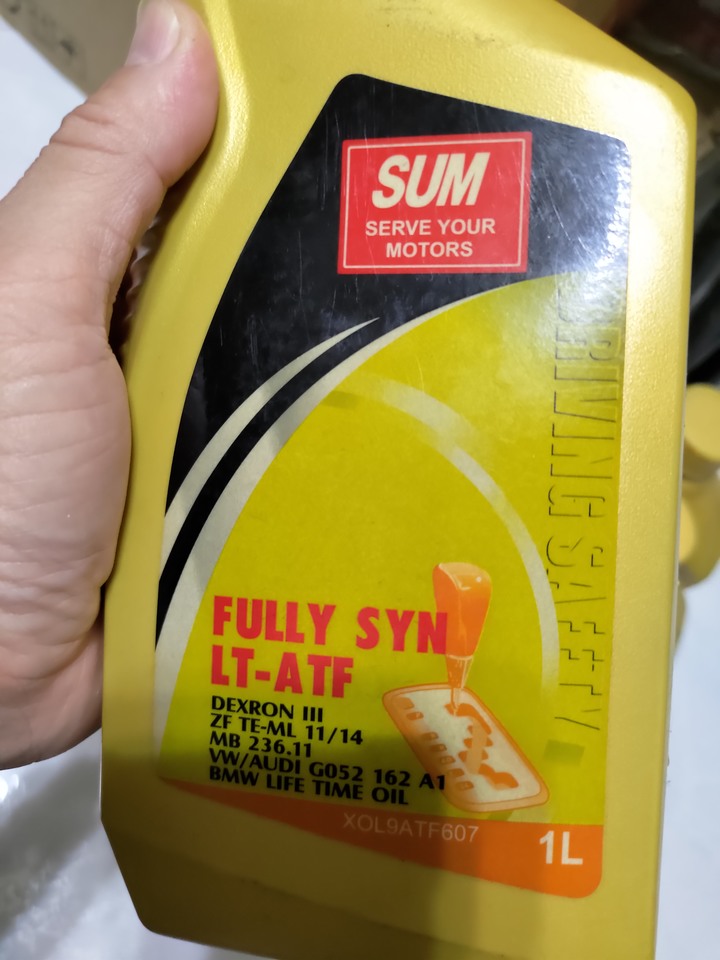 SUM
SERVE YOUR
MOTORS
DRIVING SAFETY
FULLY SYN
LT-ATF
DEXRON III
ZF TE-ML 11/14
MB 236.11
VW/AUDI G052 162 A1
BMW LIFE TIME OIL
XOL9ATF607
1L